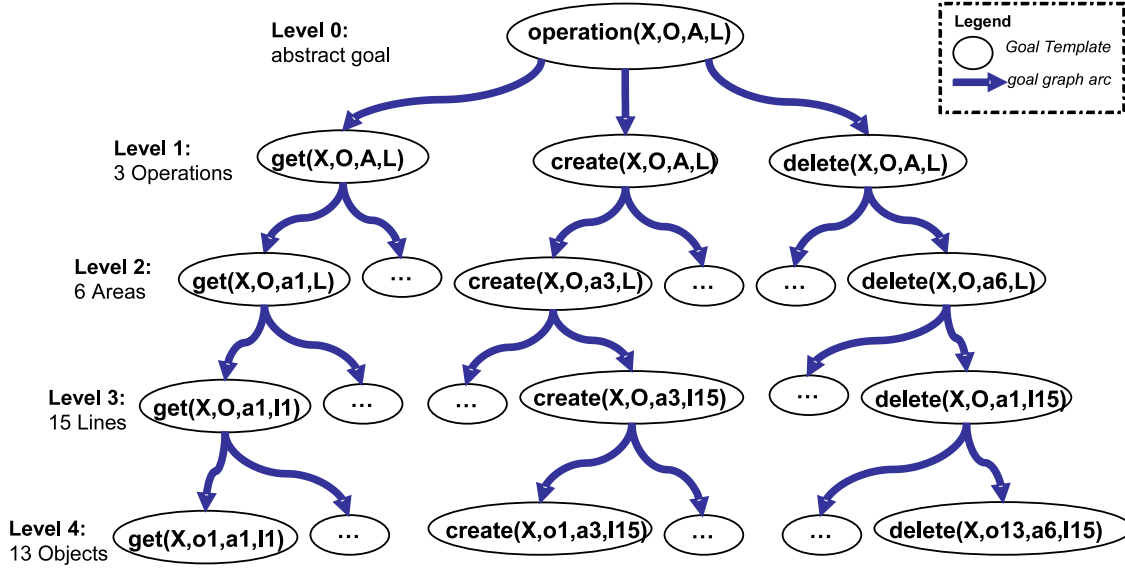 Level 0:
abstract goal
operation(X,O,A,L)
Legend
Goal Template
goal graph arc
Level 1:
3 Operations
get(X,O,A,L)
create(X,O,A,L)
delete(X,O,A,L)
Level 2:
6 Areas
get(X,O,a1,L)
...
create(X,O,a3,L)
...
...
delete(X,O,a6,L)
Level 3:
15 Lines
get(X,O,a1,l1)
...
...
create(X,O,a3,l15)
...
delete(X,O,a1,l15)
Level 4:
13 Objects
get(X,o1,a1,l1)
...
create(X,o1,a3,l15)
...
...
delete(X,o13,a6,l15)